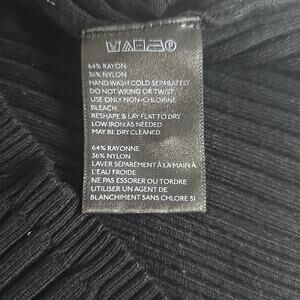 64% RAYON
36% NYLON
HAND WASH COLD SEPARATELY
DO NOT WRING OR TWIST
USE ONLY NON-CHLORINE
BLEACH
RESHAPE & LAY FLAT TO DRY
LOW IRON AS NEEDED
MAY BE DRY CLEANED
64% RAYONNE
36% NYLON
LAVER SÉPARÉMENT À LA MAIN À
L'EAU FROIDE
NE PAS ESSORER OU TORDRE
UTILISER UN AGENT DE
BLANCHIMENT SANS CHLORE SI